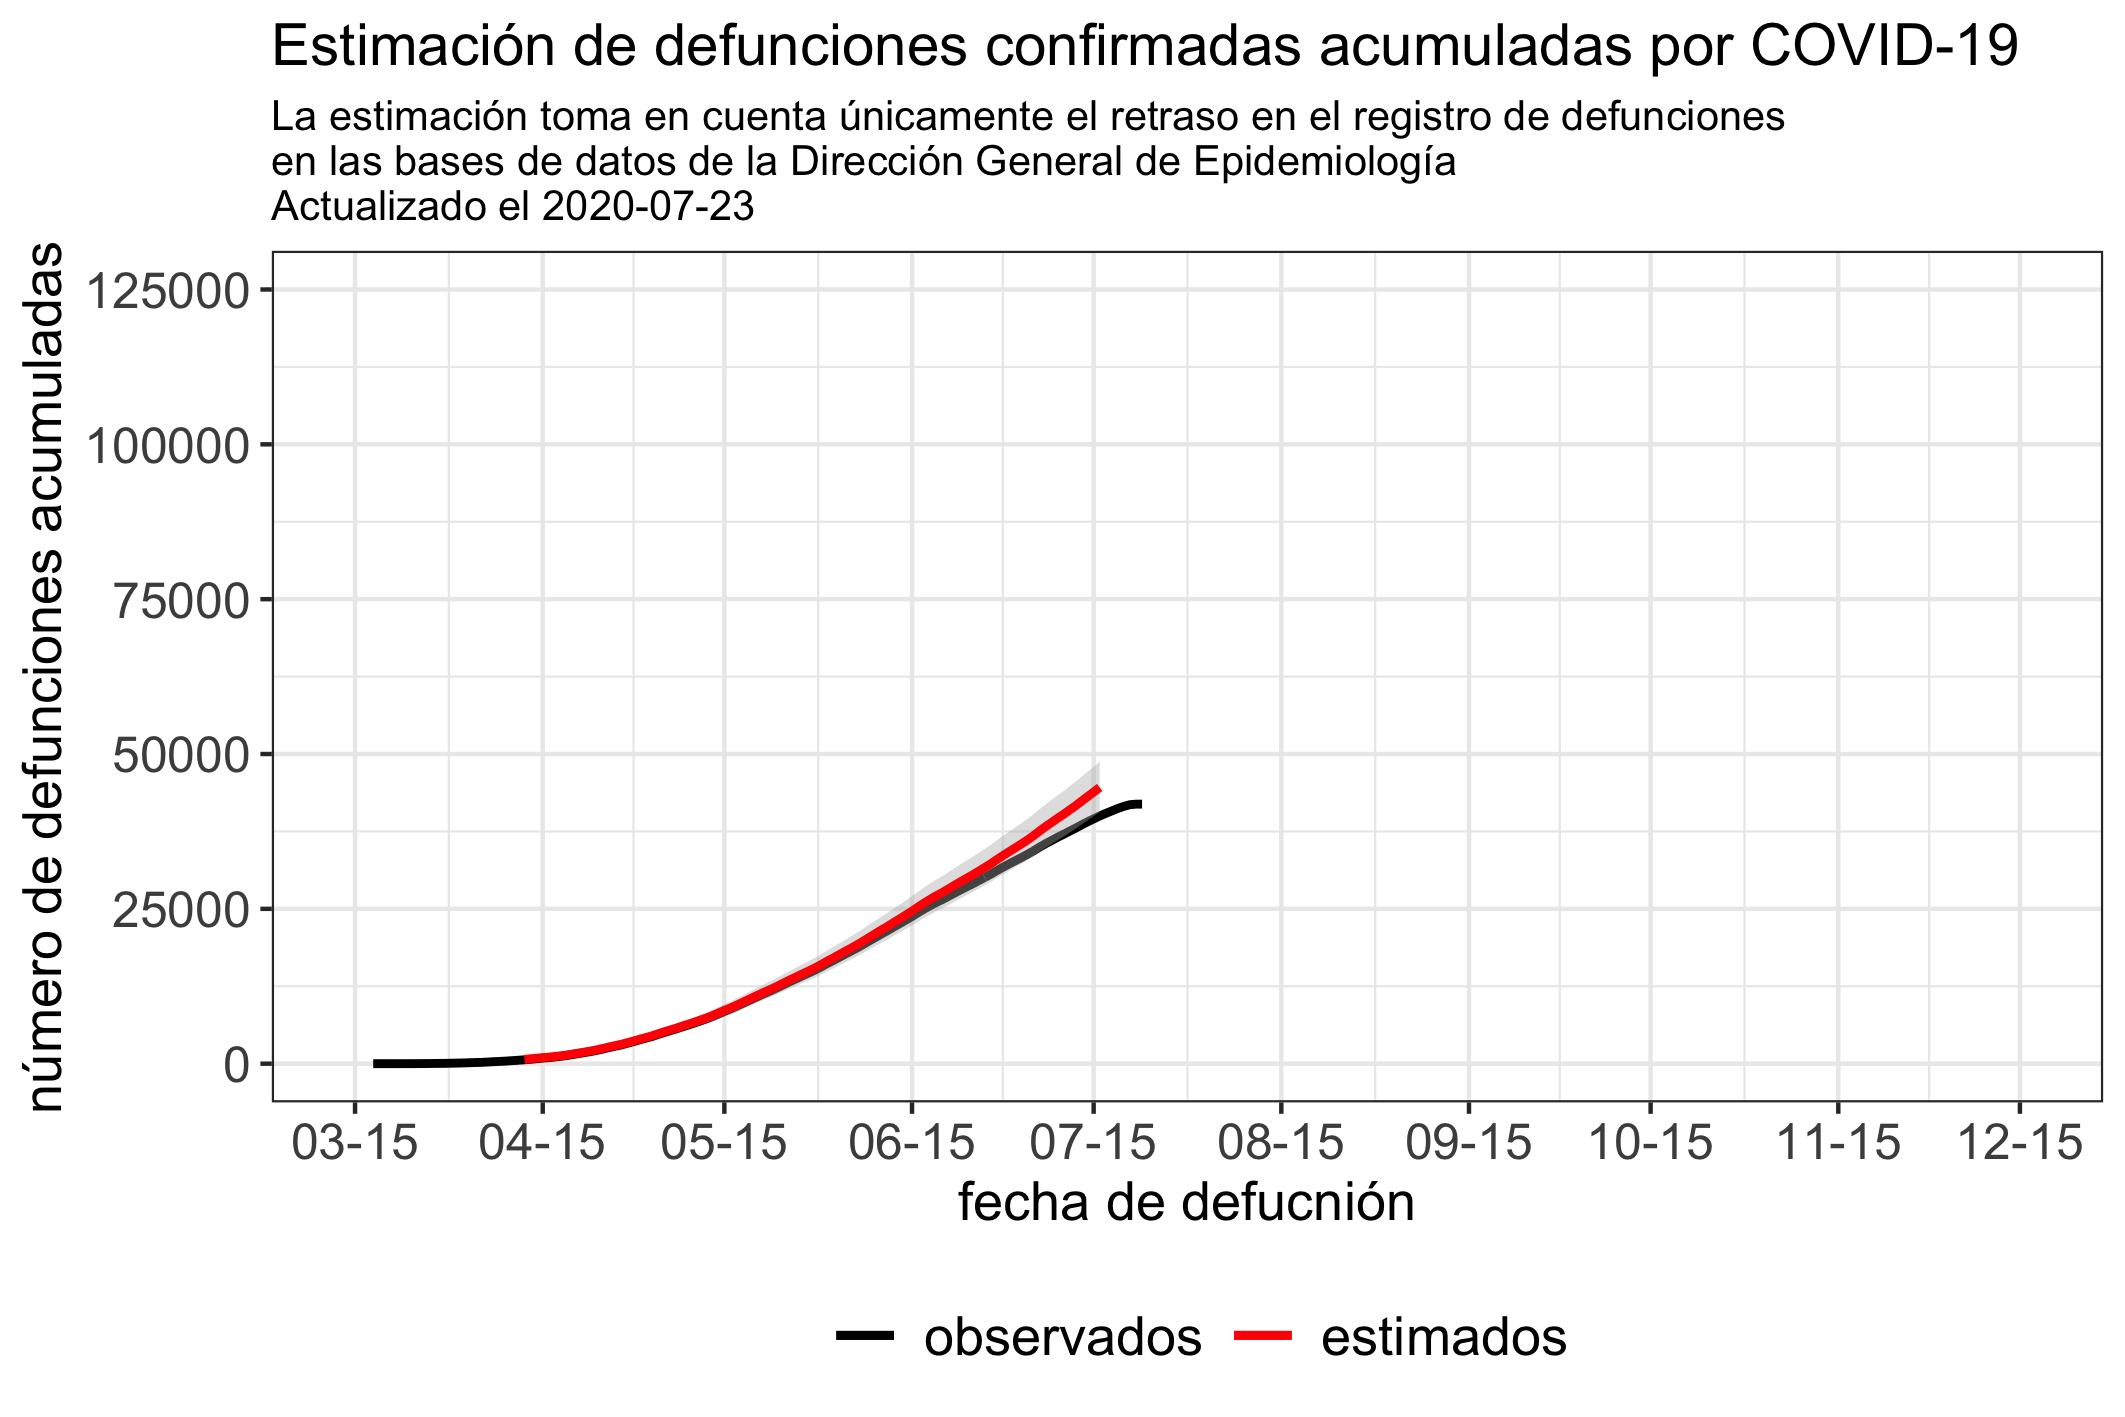 Estimación de defunciones confirmadas acumuladas por COVID-19
La estimación toma en cuenta únicamente el retraso en el registro de defunciones
en las bases de datos de la Dirección General de Epidemiología
Actualizado el 2020-07-23
número de defunciones acumuladas
125000
100000
75000
50000
25000
0
03-15 04-15 05-15 06-15 07-15 08-15 09-15 10-15 11-15 12-15
fecha de defucnión
observados estimados